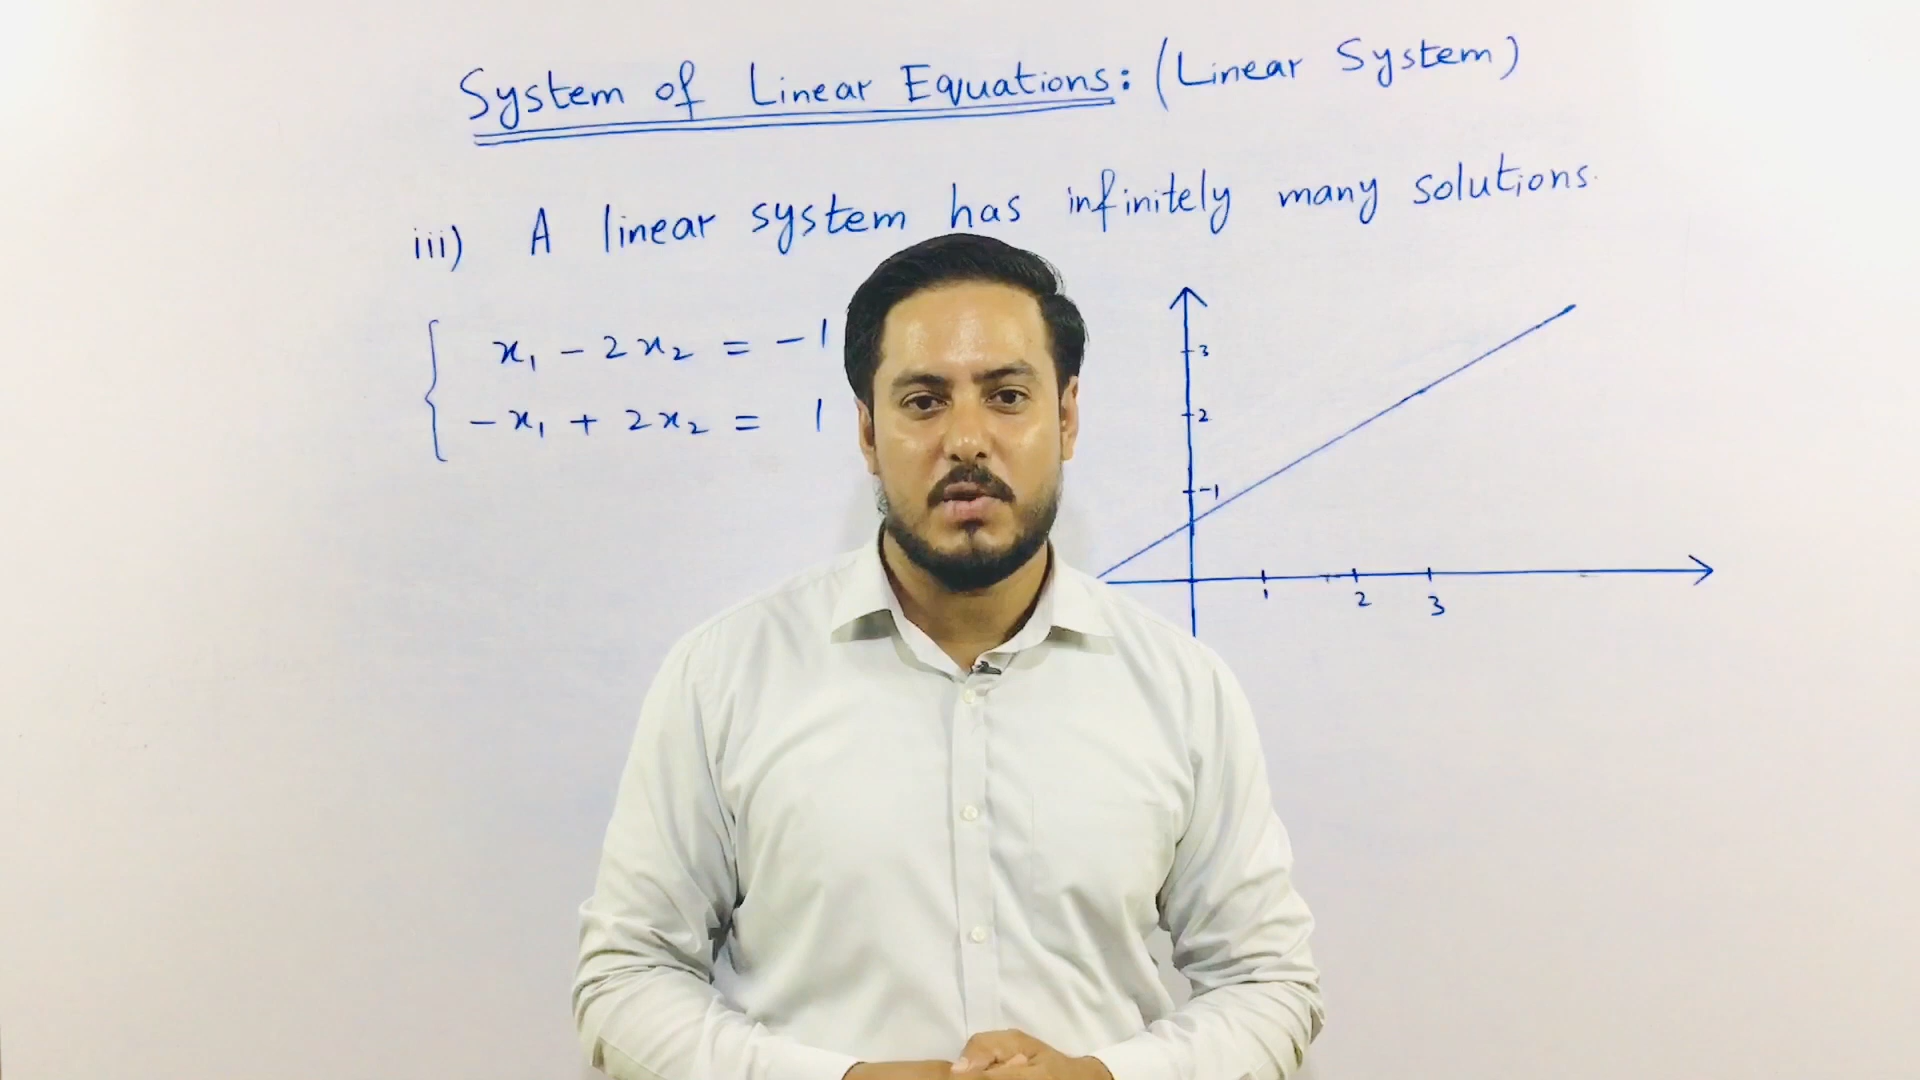 System of Linear Equations: (Linear System)
iii) A linear system has infinitely many solutions.
x₁ - 2x₂ = -1
-x₁ + 2x₂ = 1
3
2
1
1 2 3